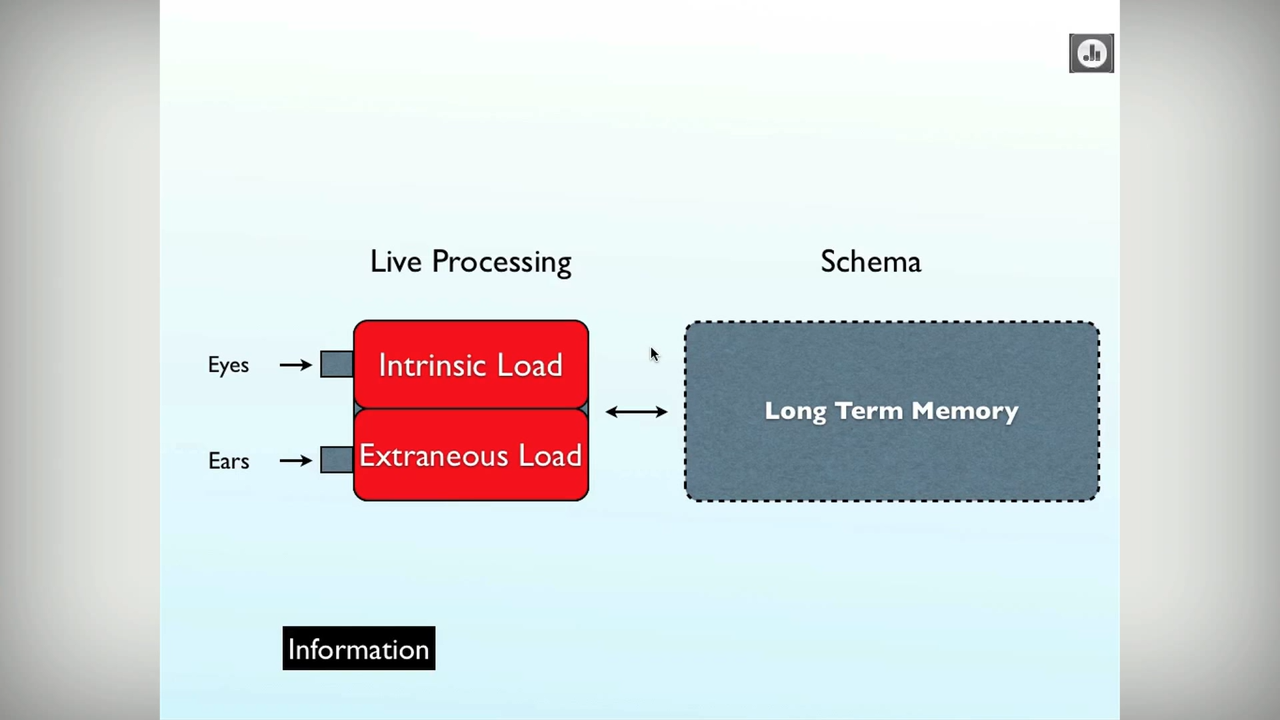 Live Processing
Schema
Eyes
Intrinsic Load
Long Term Memory
Ears
Extraneous Load
Information